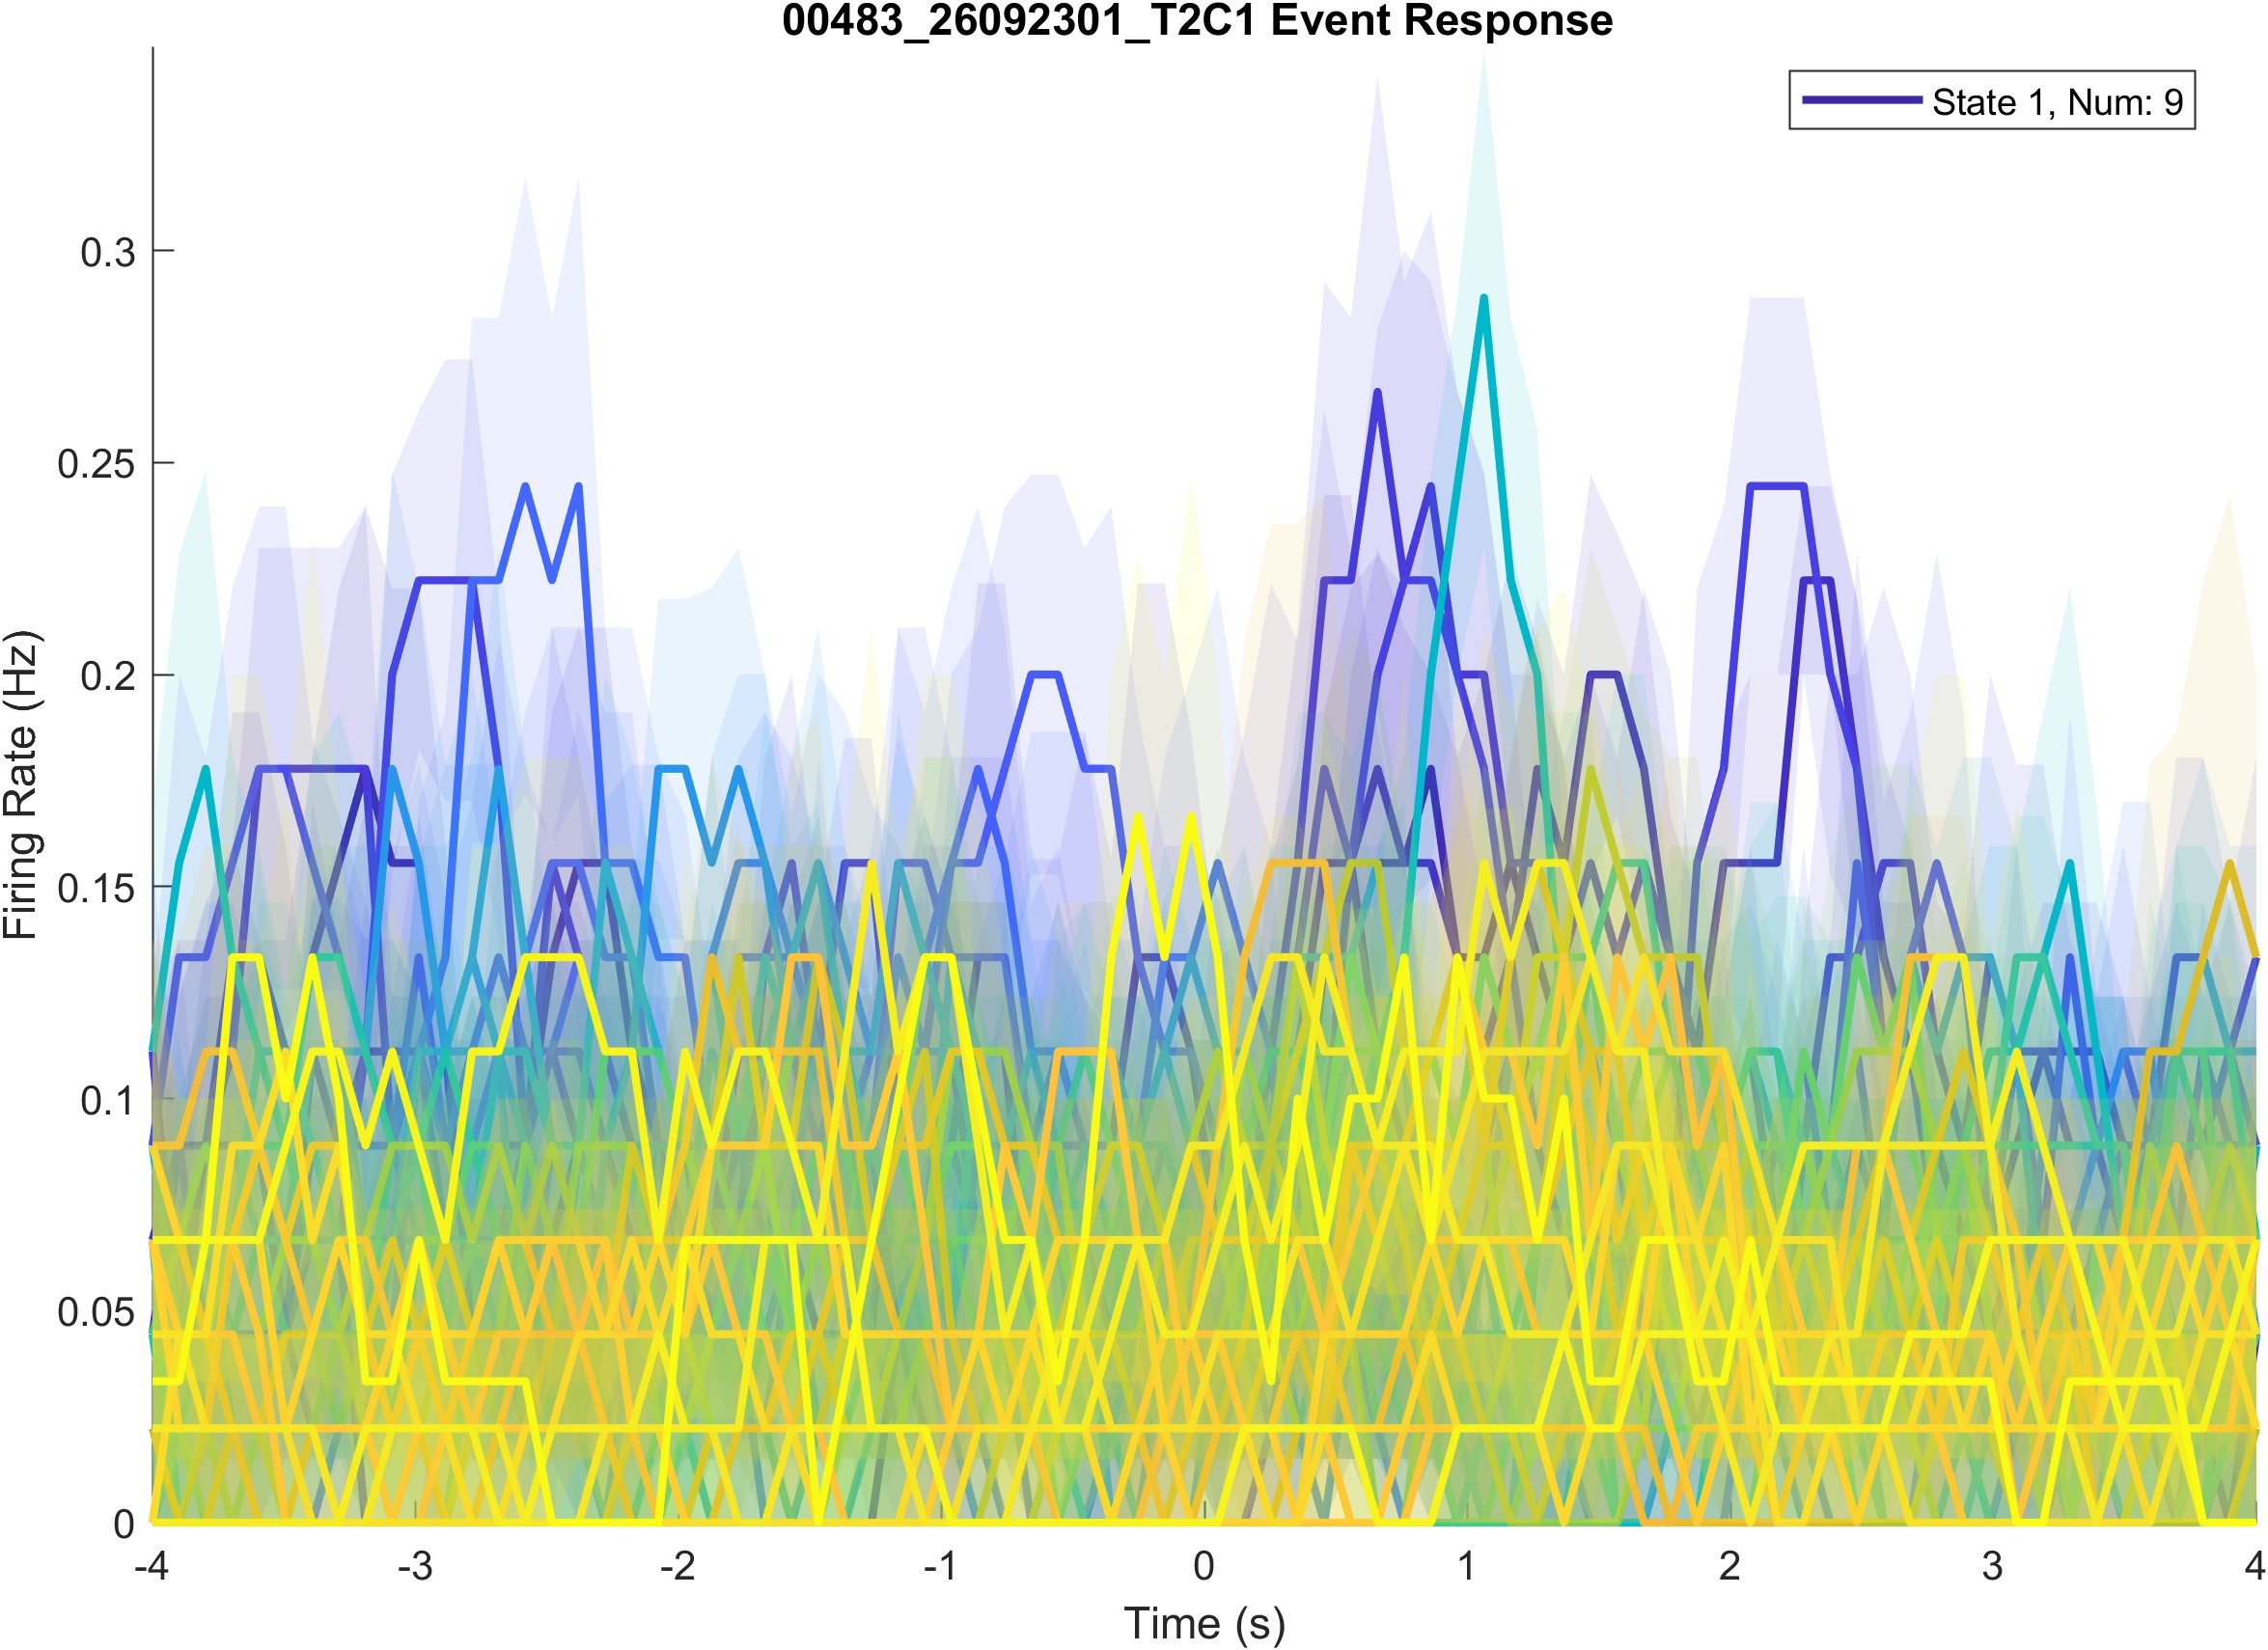 00483_26092301_T2C1 Event Response
State 1, Num: 9
Firing Rate (Hz)
0.3
0.25
0.2
0.15
0.1
0.05
0
-4 -3 -2 -1 0 1 2 3 4
Time (s)